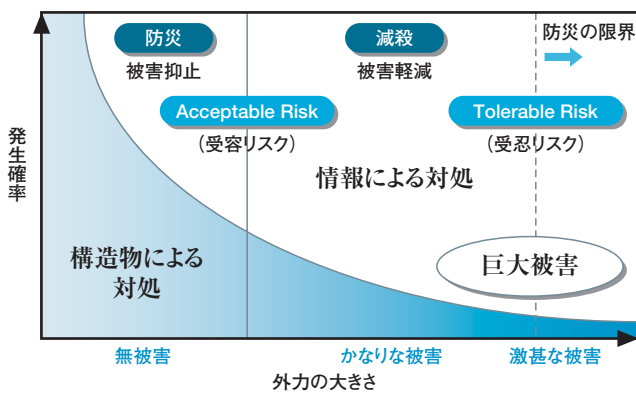 防災
減殺
防災の限界
被害抑止
被害軽減
Acceptable Risk
Tolerable Risk
(受容リスク)
(受忍リスク)
発生確率
情報による対処
構造物による
対処
巨大被害
無被害
かなりな被害
激甚な被害
外力の大きさ